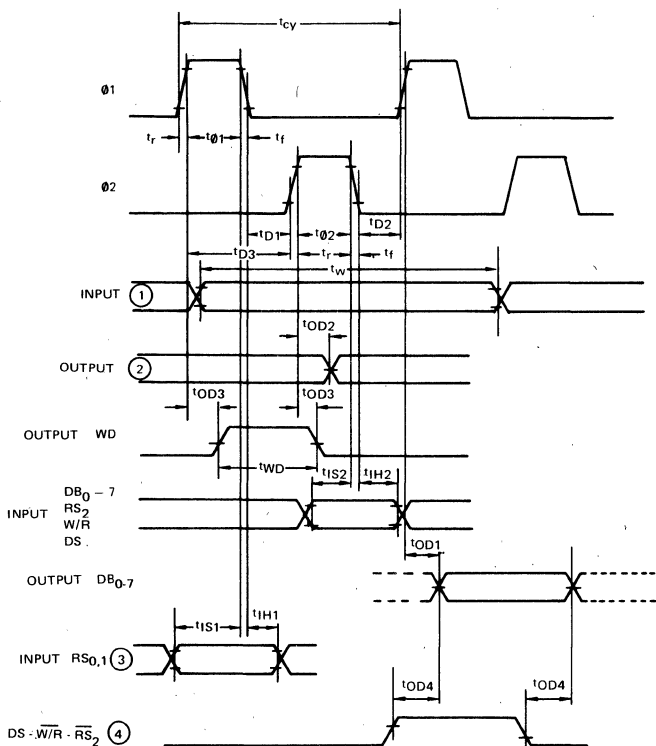 tcy
Ø1
tr tØ1 tf
Ø2
tD1 tØ2 tD2
tD3 tr tf
tw
INPUT 1
tOD2
OUTPUT 2
tOD3 tOD3
OUTPUT WD
tWD tIS2 tIH2
DB0 – 7
INPUT RS2
W/R
DS
tOD1
OUTPUT DB0-7
tIS1 tIH1
INPUT RS0,1 3
tOD4 tOD4
DS - W/R - RS2 4